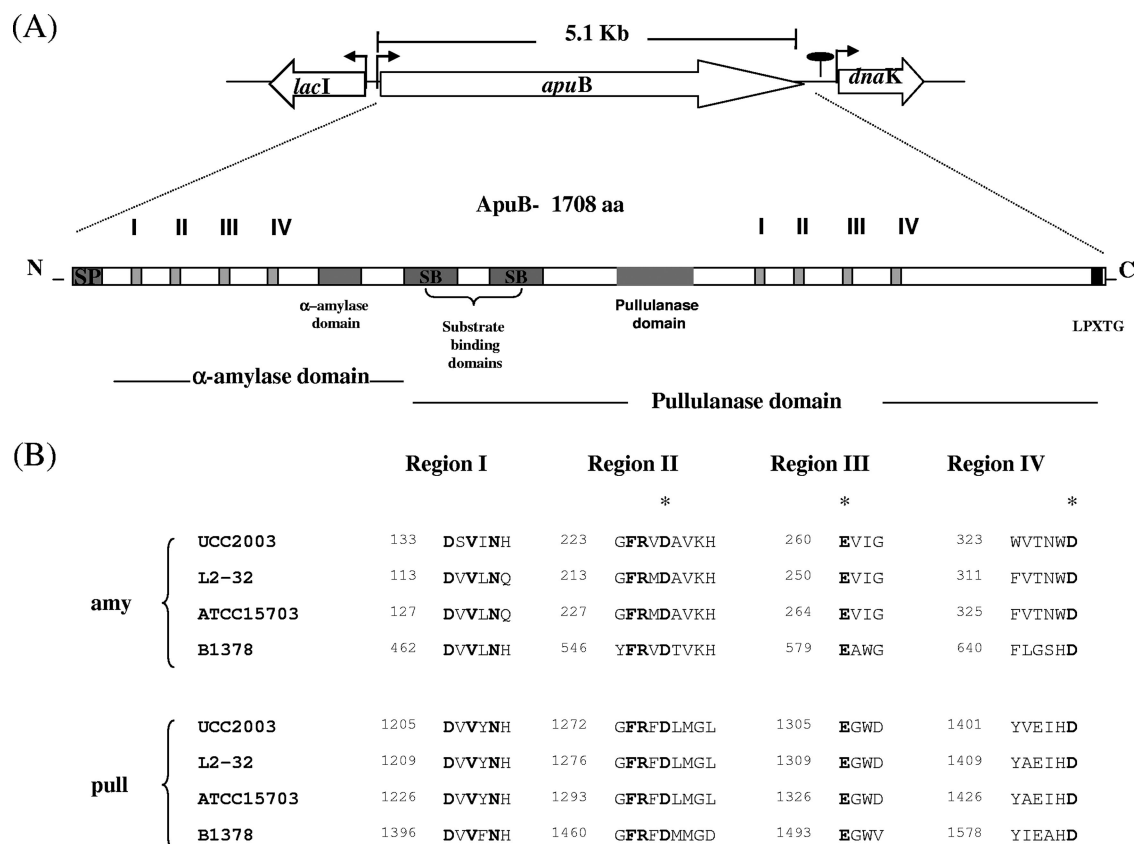 (A)
5.1 Kb
lacI apuB dnaK
ApuB- 1708 aa
I II III IV I II III IV
N SP SB SB C
α-amylase domain
Substrate binding domains
Pullulanase domain
LPXTG
α-amylase domain
Pullulanase domain
(B)
Region I Region II Region III Region IV
* * *
amy
UCC2003 133 DSVINH 223 GFRVDAVKH 260 EVIG 323 WVTNWD
L2-32 113 DVVLNQ 213 GFRMDAVKH 250 EVIG 311 FVTNWD
ATCC15703 127 DVVLNQ 227 GFRMDAVKH 264 EVIG 325 FVTNWD
B1378 462 DVVLNH 546 YFRVDTVKH 579 EAWG 640 FLGSHD
pull
UCC2003 1205 DVVYNH 1272 GFRFDLMGL 1305 EGWD 1401 YVEIHD
L2-32 1209 DVVYNH 1276 GFRFDLMGL 1309 EGWD 1409 YAEIHD
ATCC15703 1226 DVVYNH 1293 GFRFDLMGL 1326 EGWD 1426 YAEIHD
B1378 1396 DVVFNH 1460 GFRFDMMGD 1493 EGWV 1578 YIEAHD